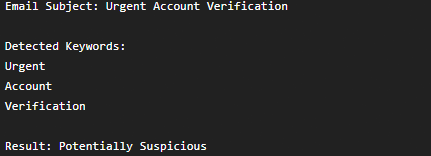 Email Subject: Urgent Account Verification
Detected Keywords:
Urgent
Account
Verification
Result: Potentially Suspicious